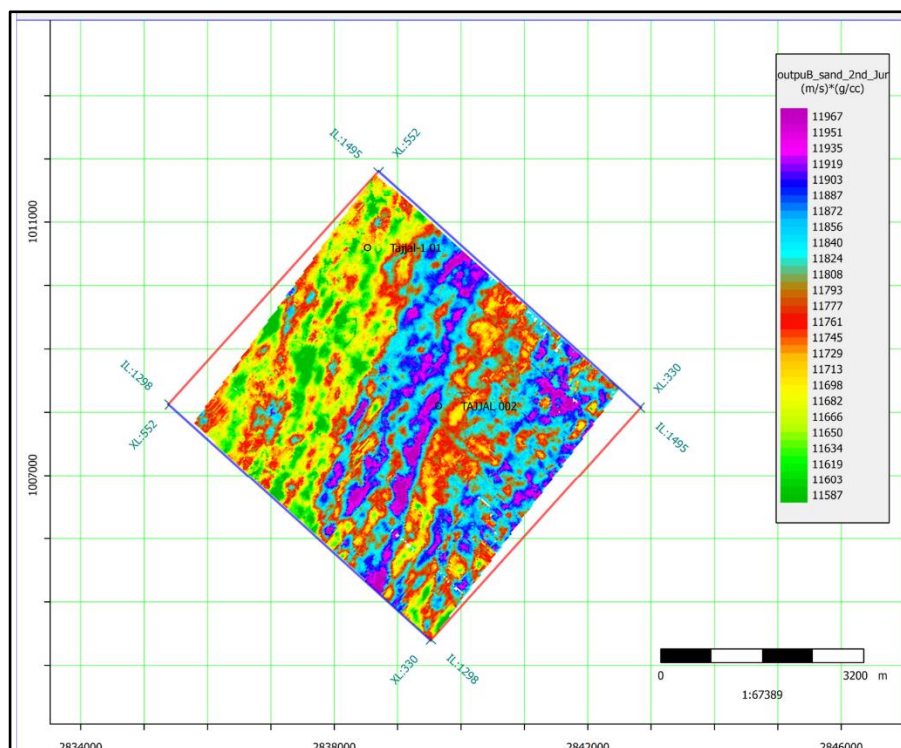 outpuB_sand_2nd_Jur
(m/s)*(g/cc)
11967
11951
11935
11919
11903
11887
11872
11856
11840
11824
11808
11793
11777
11761
11745
11729
11713
11698
11682
11666
11650
11634
11619
11603
11587
IL:1495
XL:552
1011000
Tajjal-1 01
IL:1298
XL:552
XL:330
IL:1495
TAJJAL 002
1007000
XL:330
IL:1298
0 3200 m
1:67389
2834000 2838000 2842000 2846000